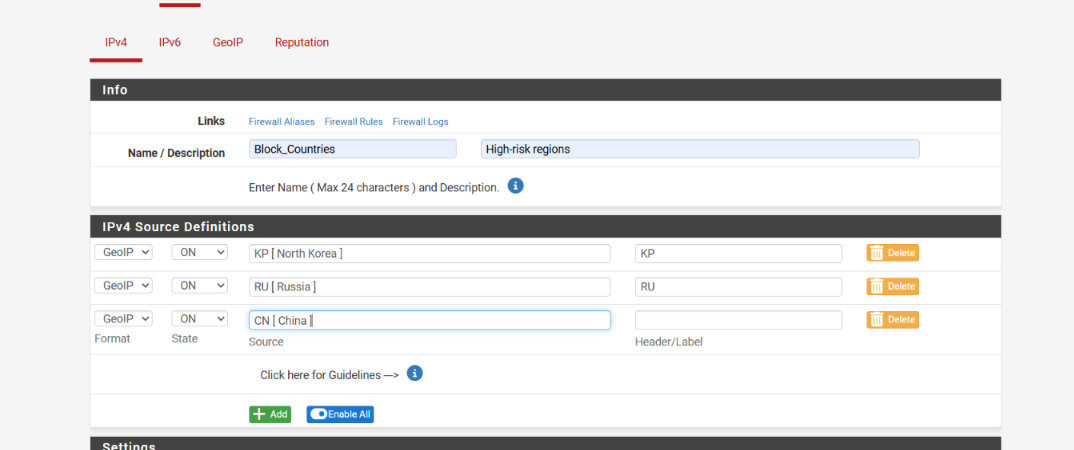 IPv4 IPv6 GeoIP Reputation
Info
Links Firewall Aliases Firewall Rules Firewall Logs
Name / Description Block_Countries High-risk regions
Enter Name ( Max 24 characters ) and Description.
IPv4 Source Definitions
GeoIP ON KP [ North Korea ] KP Delete
GeoIP ON RU [ Russia ] RU Delete
GeoIP ON CN [ China ] Delete
Format State Source Header/Label
Click here for Guidelines --->
Add Enable All
Settings